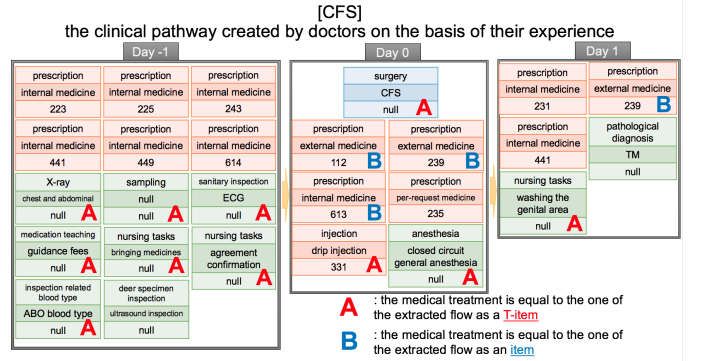 [CFS]
the clinical pathway created by doctors on the basis of their experience
Day -1
prescription
internal medicine
223
prescription
internal medicine
225
prescription
internal medicine
243
prescription
internal medicine
441
prescription
internal medicine
449
prescription
internal medicine
614
X-ray
chest and abdominal
null
A
sampling
null
null
A
sanitary inspection
ECG
null
A
medication teaching
guidance fees
null
A
nursing tasks
bringing medicines
null
A
nursing tasks
agreement
confirmation
null
A
inspection related
blood type
ABO blood type
null
A
deer specimen
inspection
ultrasound inspection
null
Day 0
surgery
CFS
null
A
prescription
external medicine
112
B
prescription
external medicine
239
B
prescription
internal medicine
613
B
prescription
per-request medicine
235
injection
drip injection
331
A
anesthesia
closed circuit
general anesthesia
null
A
Day 1
prescription
internal medicine
231
prescription
external medicine
239
B
prescription
internal medicine
441
pathological
diagnosis
TM
null
nursing tasks
washing the
genital area
null
A
A
: the medical treatment is equal to the one of
the extracted flow as a T-item
B
: the medical treatment is equal to the one of
the extracted flow as an item